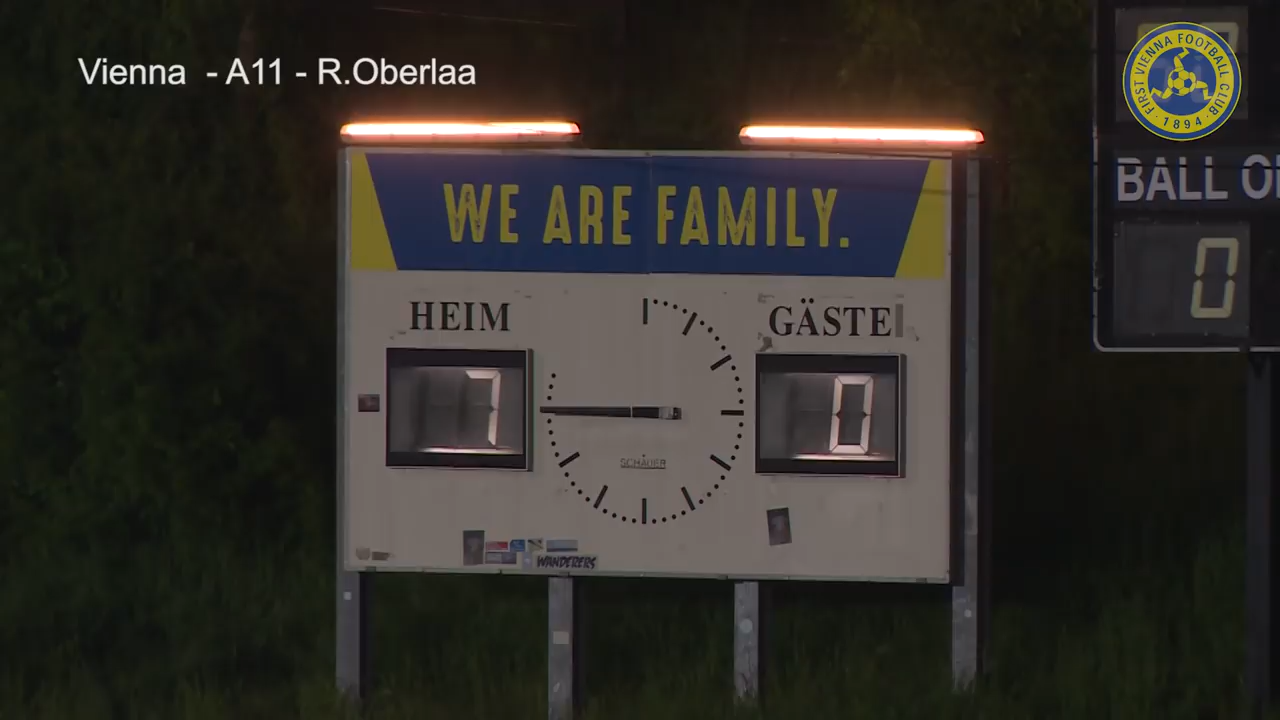 Vienna - A11 - R.Oberlaa
FIRST VIENNA FOOTBALL CLUB
1894
WE ARE FAMILY.
BALL O
0
HEIM
GÄSTE
7
0
SCHAUER
WANDERERS